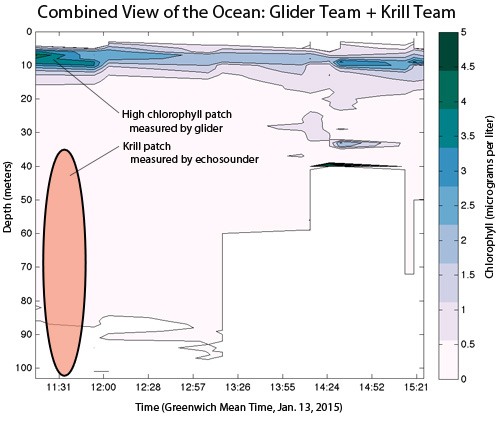 Combined View of the Ocean: Glider Team + Krill Team
0
10
20
30
40
50
60
70
80
90
100
Depth (meters)
High chlorophyll patch
measured by glider
Krill patch
measured by echosounder
11:31 12:00 12:28 12:57 13:26 13:55 14:24 14:52 15:21
Time (Greenwich Mean Time, Jan. 13, 2015)
5
4.5
4
3.5
3
2.5
2
1.5
1
0.5
0
Chlorophyll (micrograms per liter)